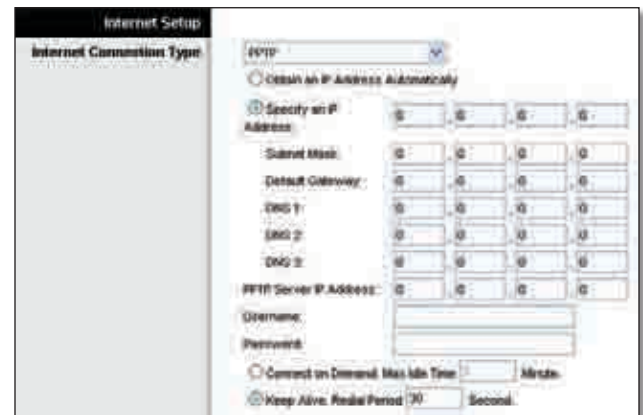 Internet Setup
Internet Connection Type
PPTP
Obtain an IP Address Automatically
Specify an IP
Address
0 . 0 . 0 . 0
Subnet Mask: 0 . 0 . 0 . 0
Default Gateway: 0 . 0 . 0 . 0
DNS 1: 0 . 0 . 0 . 0
DNS 2: 0 . 0 . 0 . 0
DNS 3: 0 . 0 . 0 . 0
PPTP Server IP Address: 0 . 0 . 0 . 0
Username:
Password:
Connect on Demand. Max Idle Time Minute.
Keep Alive. Redial Period 30 Second.